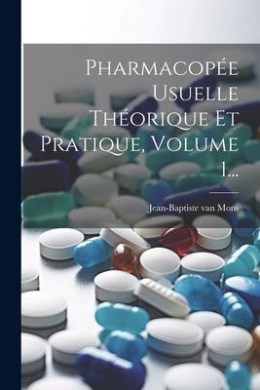 Pharmacopée
Usuelle
Théorique Et
Pratique, Volume
1...
Jean-Baptiste van Mons